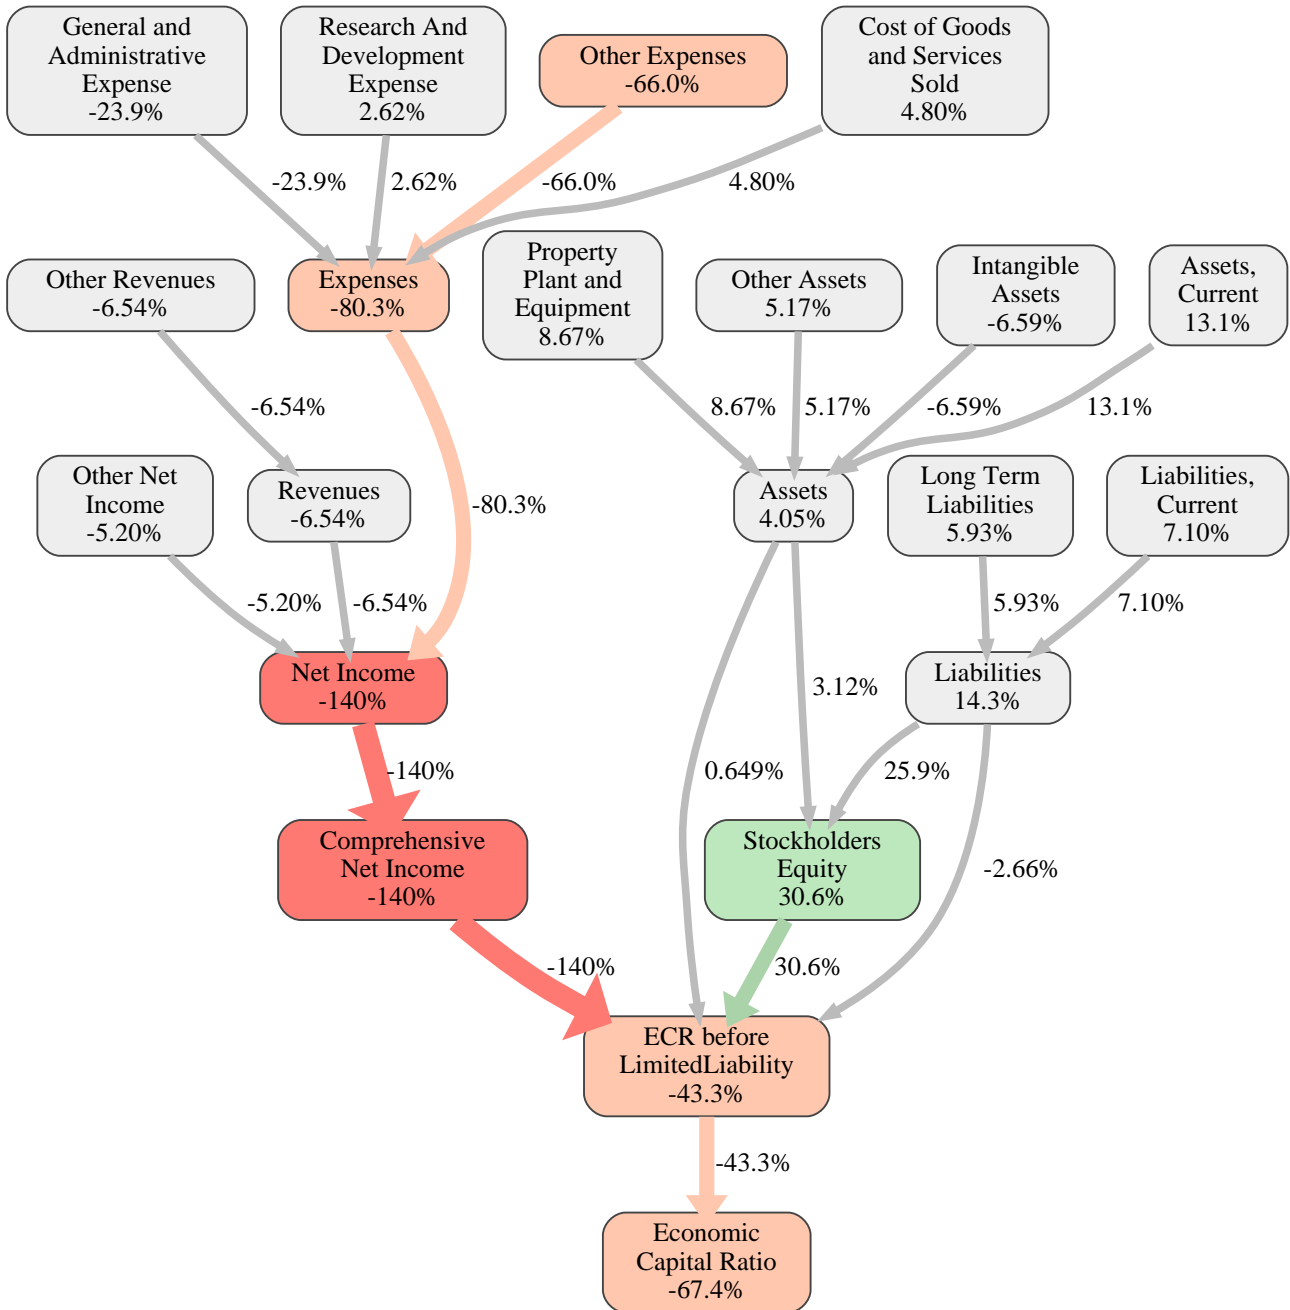 General and
Administrative
Expense
-23.9%
Research And
Development
Expense
2.62%
Other Expenses
-66.0%
Cost of Goods
and Services
Sold
4.80%
-23.9%
2.62%
-66.0%
4.80%
Other Revenues
-6.54%
Expenses
-80.3%
Property
Plant and
Equipment
8.67%
Other Assets
5.17%
Intangible
Assets
-6.59%
Assets,
Current
13.1%
-6.54%
8.67%
5.17%
-6.59%
13.1%
Other Net
Income
-5.20%
Revenues
-6.54%
-80.3%
Assets
4.05%
Long Term
Liabilities
5.93%
Liabilities,
Current
7.10%
-5.20%
-6.54%
5.93%
7.10%
Net Income
-140%
3.12%
Liabilities
14.3%
-140%
0.649%
25.9%
Comprehensive
Net Income
-140%
Stockholders
Equity
30.6%
-2.66%
-140%
30.6%
ECR before
LimitedLiability
-43.3%
-43.3%
Economic
Capital Ratio
-67.4%